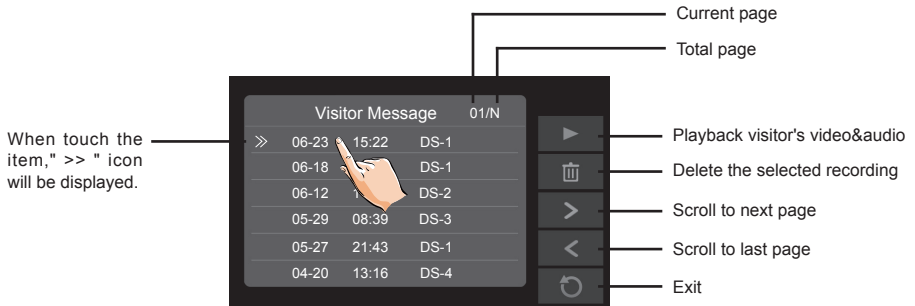 Current page
Total page
Visitor Message 01/N
When touch the
item," >> " icon
will be displayed.
>> 06-23 15:22 DS-1
06-18 DS-1
06-12 DS-2
05-29 08:39 DS-3
05-27 21:43 DS-1
04-20 13:16 DS-4
Playback visitor's video&audio
Delete the selected recording
Scroll to next page
Scroll to last page
Exit